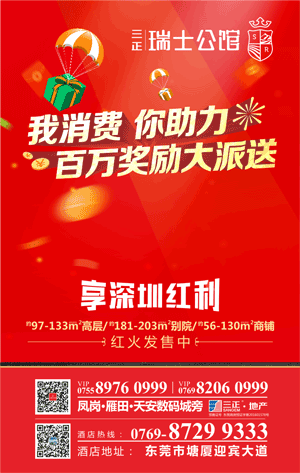 三正 瑞士公馆
S R
我消费 你助力
百万奖励大派送
享深圳红利
约97-133m²高层/约181-203m²别院/约56-130m²商铺
红火发售中
VIP 0755 8976 0999 VIP 0769 8206 0999
凤岗·雁田·天安数码城旁 三正·地产
酒店热线: 0769-8729 9333
酒店地址: 东莞市塘厦迎宾大道